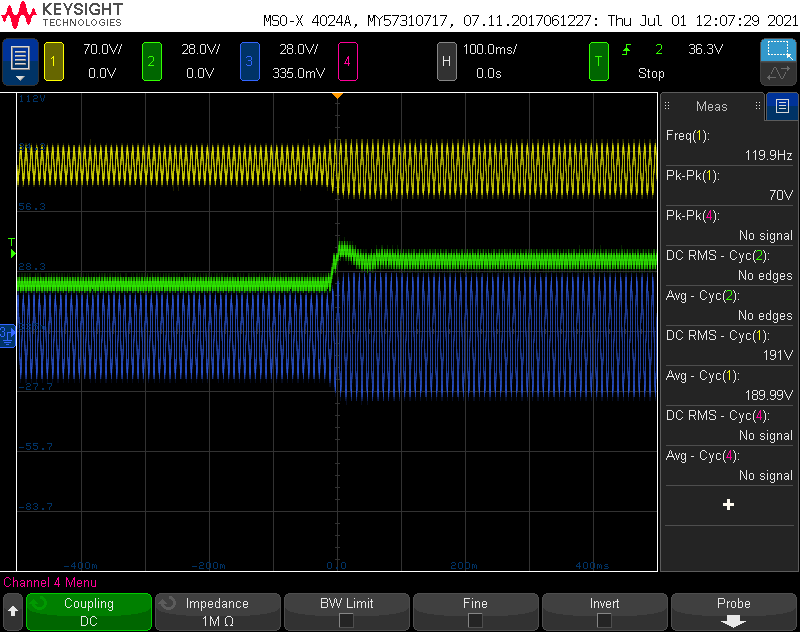 KEYSIGHT
TECHNOLOGIES
MSO-X 4024A, MY57310717, 07.11.2017061227: Thu Jul 01 12:07:29 2021
1 70.0V/ 2 28.0V/ 3 28.0V/ 4 H 100.0ms/ T 2 36.3V
0.0V 0.0V 335.0mV 0.0s Stop
112V
56.3
28.3
-27.7
-55.7
-83.7
-400m -200m 0.0 200m 400ms
T
Meas
Freq(1):
119.9Hz
Pk-Pk(1):
70V
Pk-Pk(4):
No signal
DC RMS - Cyc(2):
No edges
Avg - Cyc(2):
No edges
DC RMS - Cyc(1):
191V
Avg - Cyc(1):
189.99V
DC RMS - Cyc(4):
No signal
Avg - Cyc(4):
No signal
Channel 4 Menu
Coupling Impedance BW Limit Fine Invert Probe
DC 1M Ω